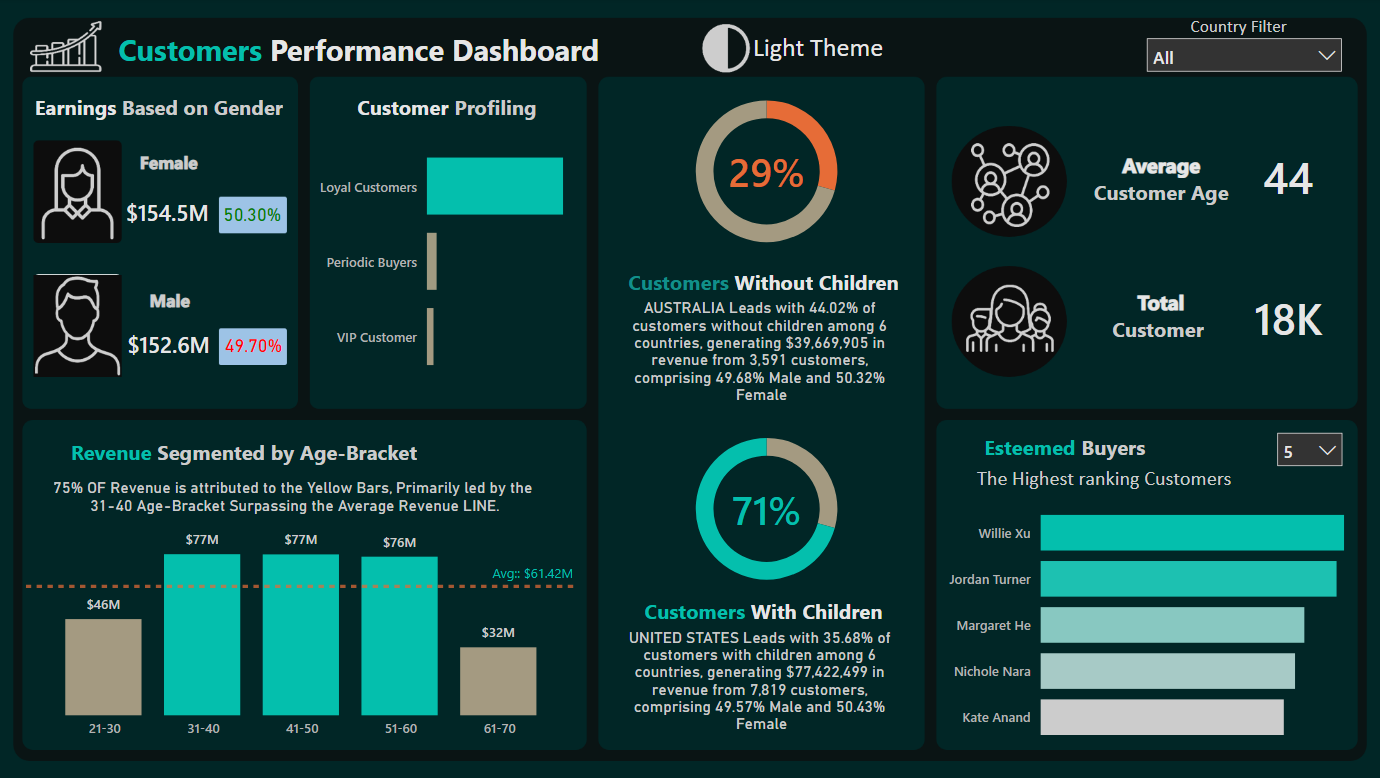 Customers Performance Dashboard
Light Theme
Country Filter
All
Earnings Based on Gender
Female
$154.5M
50.30%
Male
$152.6M
49.70%
Customer Profiling
Loyal Customers
Periodic Buyers
VIP Customer
29%
Customers Without Children
AUSTRALIA Leads with 44.02% of
customers without children among 6
countries, generating $39,669,905 in
revenue from 3,591 customers,
comprising 49.68% Male and 50.32%
Female
71%
Customers With Children
UNITED STATES Leads with 35.68% of
customers with children among 6
countries, generating $77,422,499 in
revenue from 7,819 customers,
comprising 49.57% Male and 50.43%
Female
Average
Customer Age
44
Total
Customer
18K
Revenue Segmented by Age-Bracket
75% OF Revenue is attributed to the Yellow Bars, Primarily led by the
31-40 Age-Bracket Surpassing the Average Revenue LINE.
$46M
$77M
$77M
$76M
$32M
Avg:: $61.42M
21-30
31-40
41-50
51-60
61-70
Esteemed Buyers
5
The Highest ranking Customers
Willie Xu
Jordan Turner
Margaret He
Nichole Nara
Kate Anand